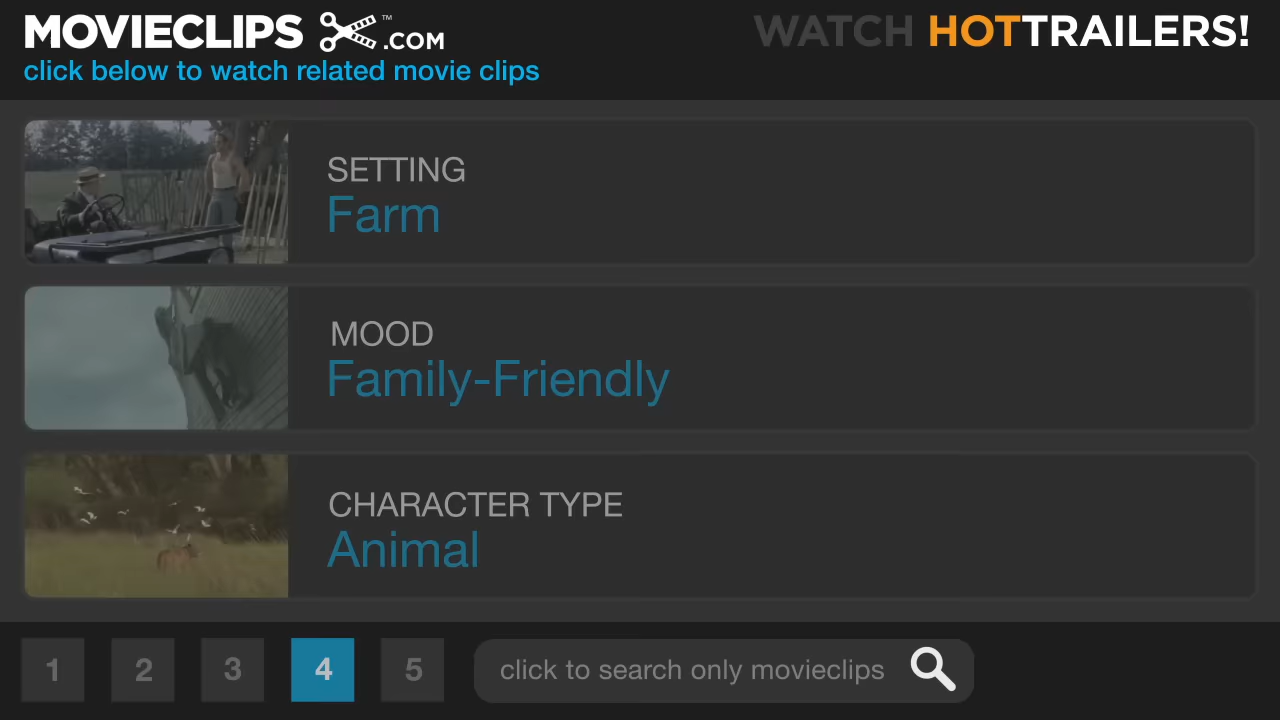 MOVIECLIPS ™ .COM
WATCH HOTTRAILERS!
click below to watch related movie clips
SETTING
Farm
MOOD
Family-Friendly
CHARACTER TYPE
Animal
1 2 3 4 5
click to search only movieclips